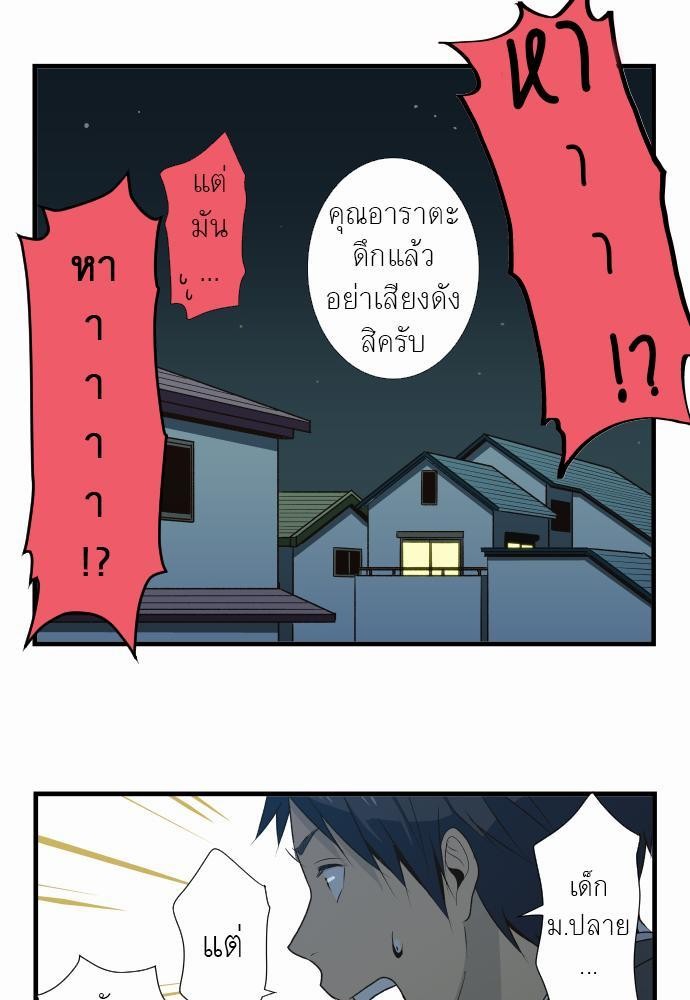 หาาา!?
คุณอาราตะ
ดึกแล้ว
อย่าเสียงดัง
สิครับ
แต่
มัน
...
หาาาาา!?
เด็ก
ม.ปลาย
...
แต่